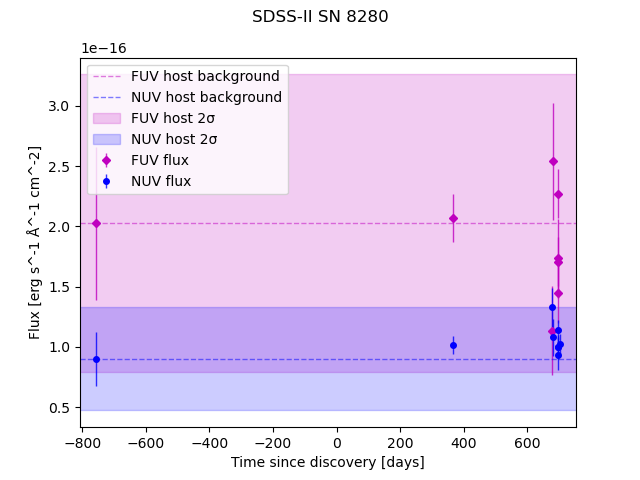 SDSS-II SN 8280
1e−16
FUV host background
NUV host background
FUV host 2σ
NUV host 2σ
FUV flux
NUV flux
3.0
2.5
2.0
1.5
1.0
0.5
Flux [erg s^-1 Å^-1 cm^-2]
−800 −600 −400 −200 0 200 400 600
Time since discovery [days]